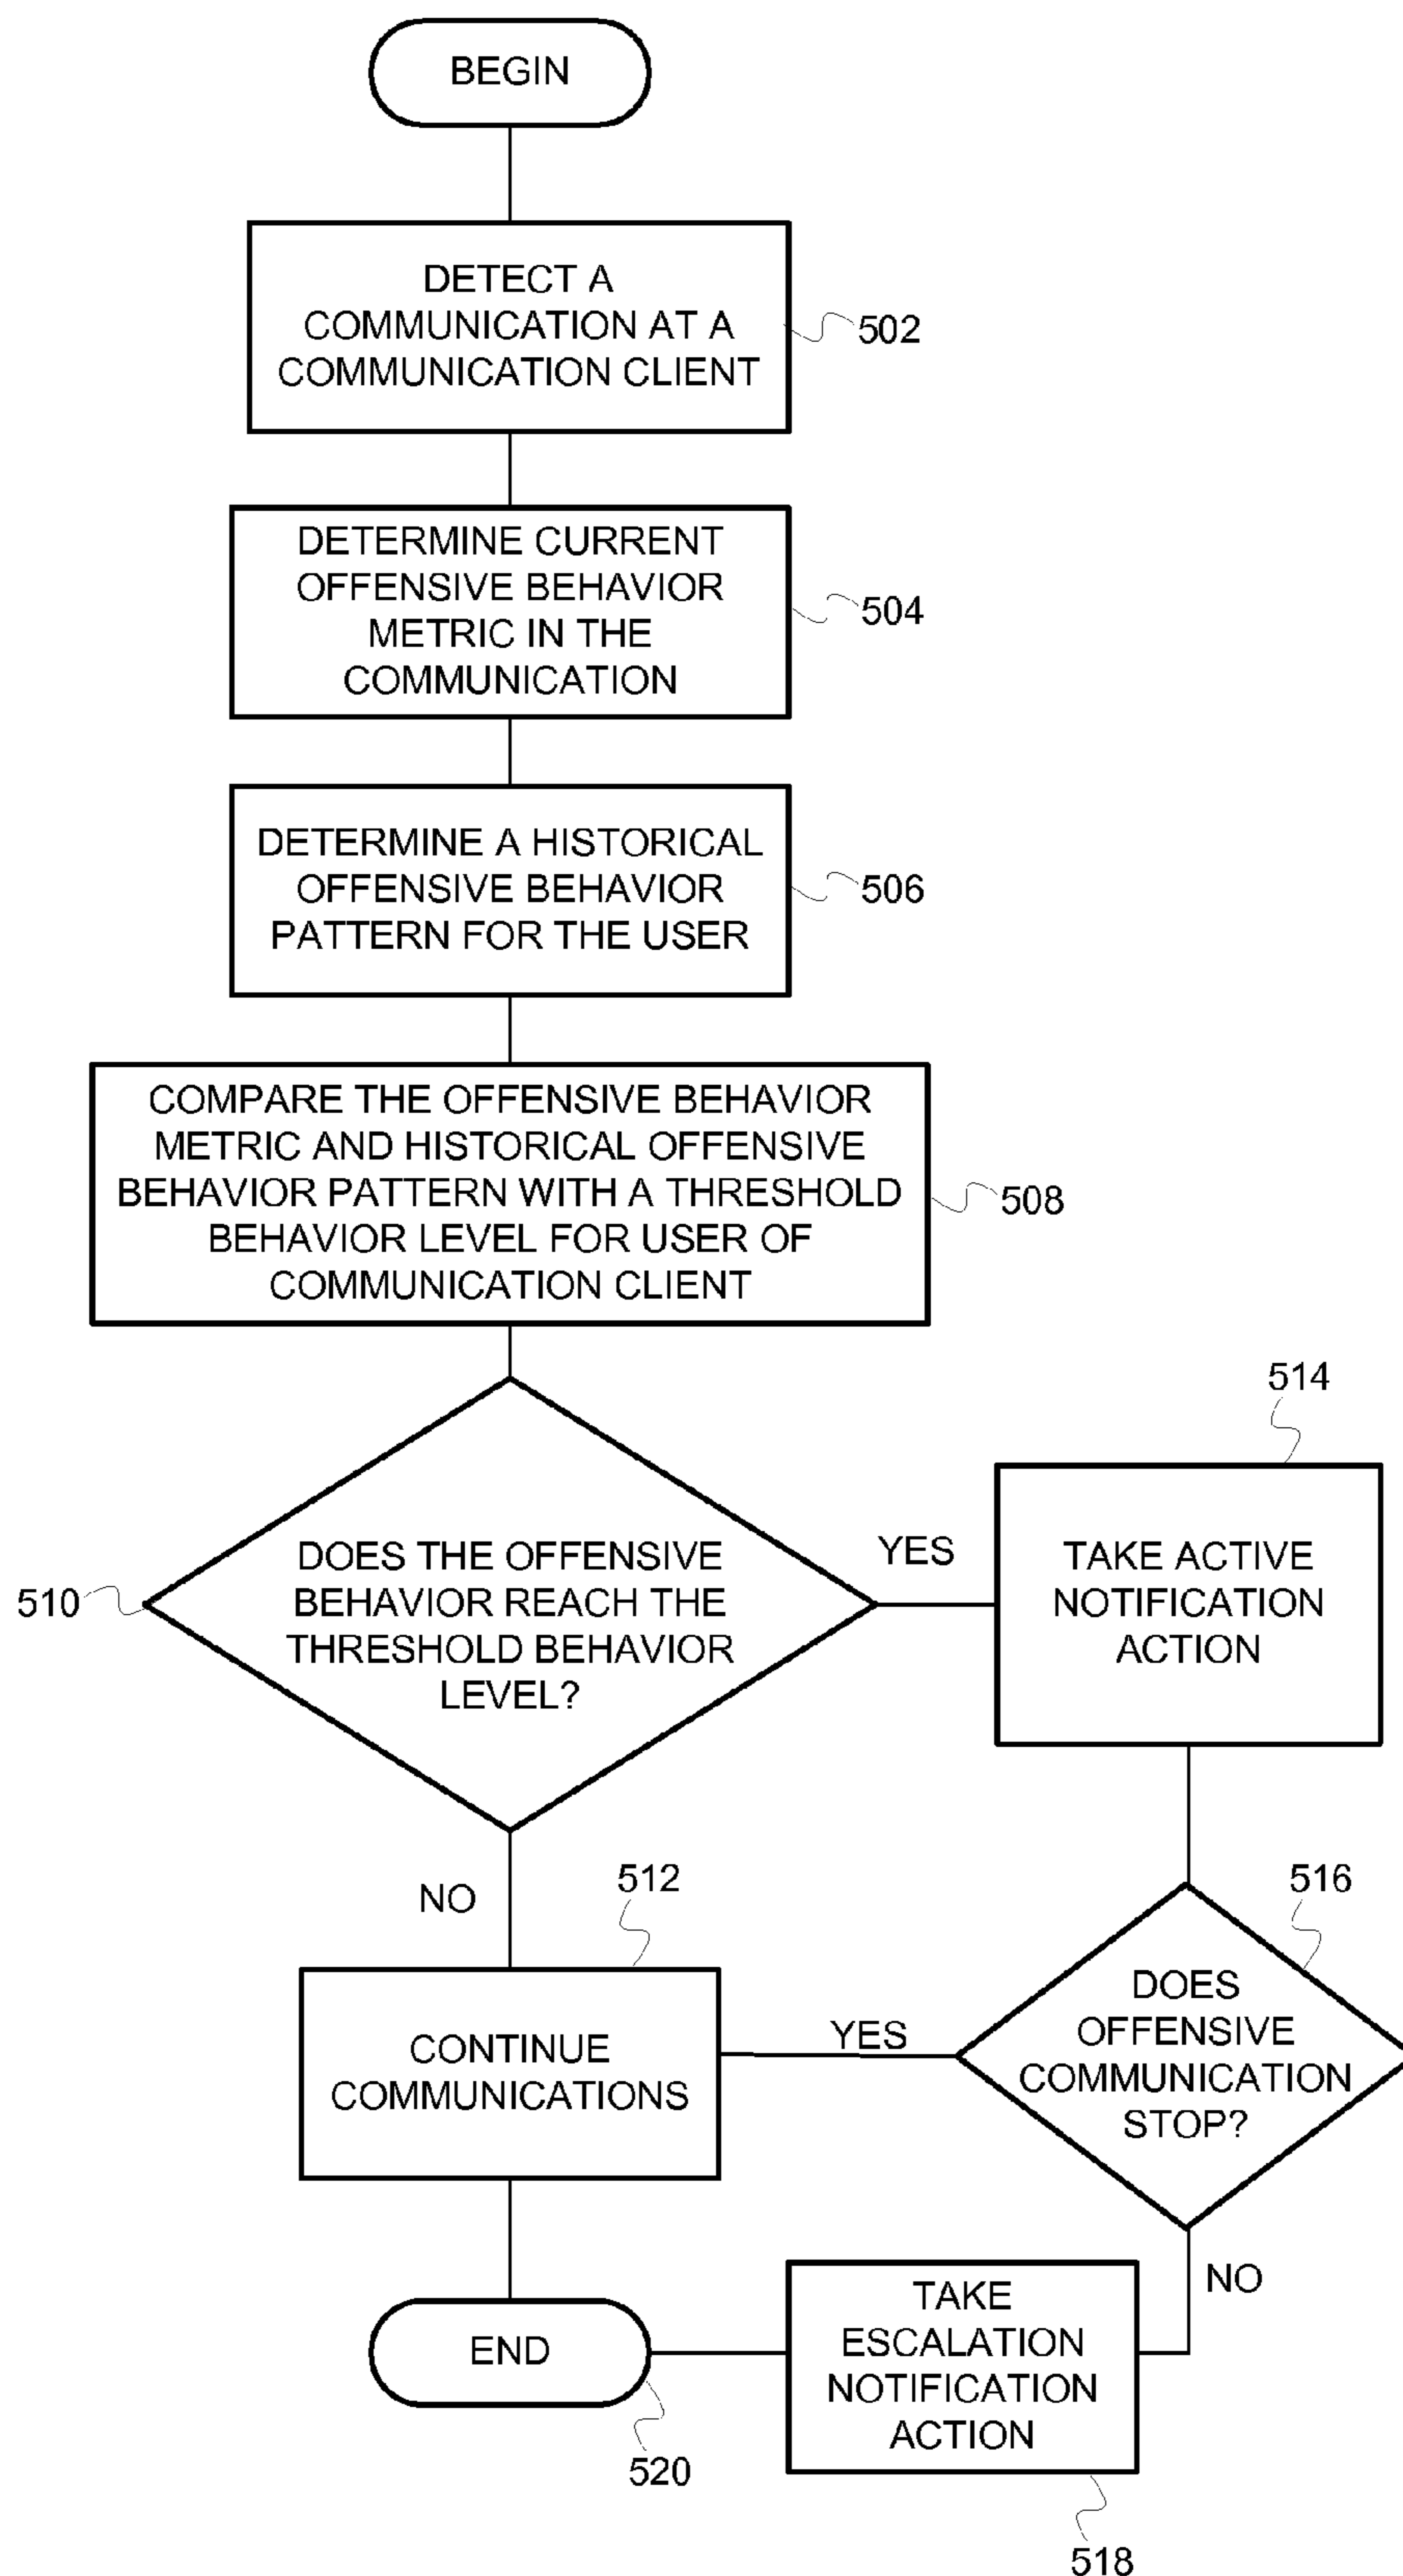 BEGIN
DETECT A
COMMUNICATION AT A
COMMUNICATION CLIENT
502
DETERMINE CURRENT
OFFENSIVE BEHAVIOR
METRIC IN THE
COMMUNICATION
504
DETERMINE A HISTORICAL
OFFENSIVE BEHAVIOR
PATTERN FOR THE USER
506
COMPARE THE OFFENSIVE BEHAVIOR
METRIC AND HISTORICAL OFFENSIVE
BEHAVIOR PATTERN WITH A THRESHOLD
BEHAVIOR LEVEL FOR USER OF
COMMUNICATION CLIENT
508
510
DOES THE OFFENSIVE
BEHAVIOR REACH THE
THRESHOLD BEHAVIOR
LEVEL?
YES
514
TAKE ACTIVE
NOTIFICATION
ACTION
NO
512
CONTINUE
COMMUNICATIONS
YES
516
DOES
OFFENSIVE
COMMUNICATION
STOP?
NO
TAKE
ESCALATION
NOTIFICATION
ACTION
518
END
520